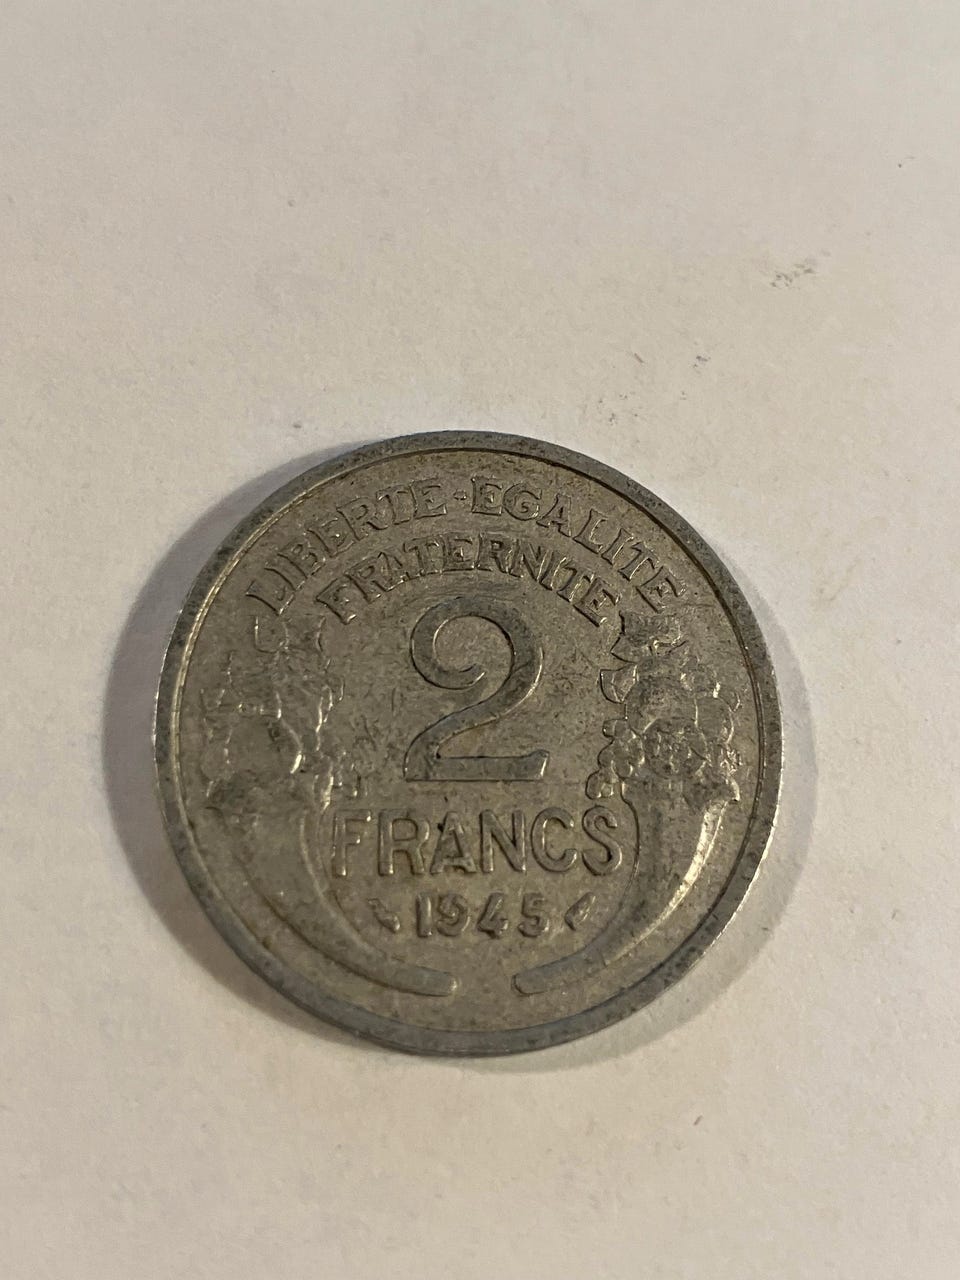 LIBERTE·EGALITE
FRATERNITE
2
FRANCS
1945